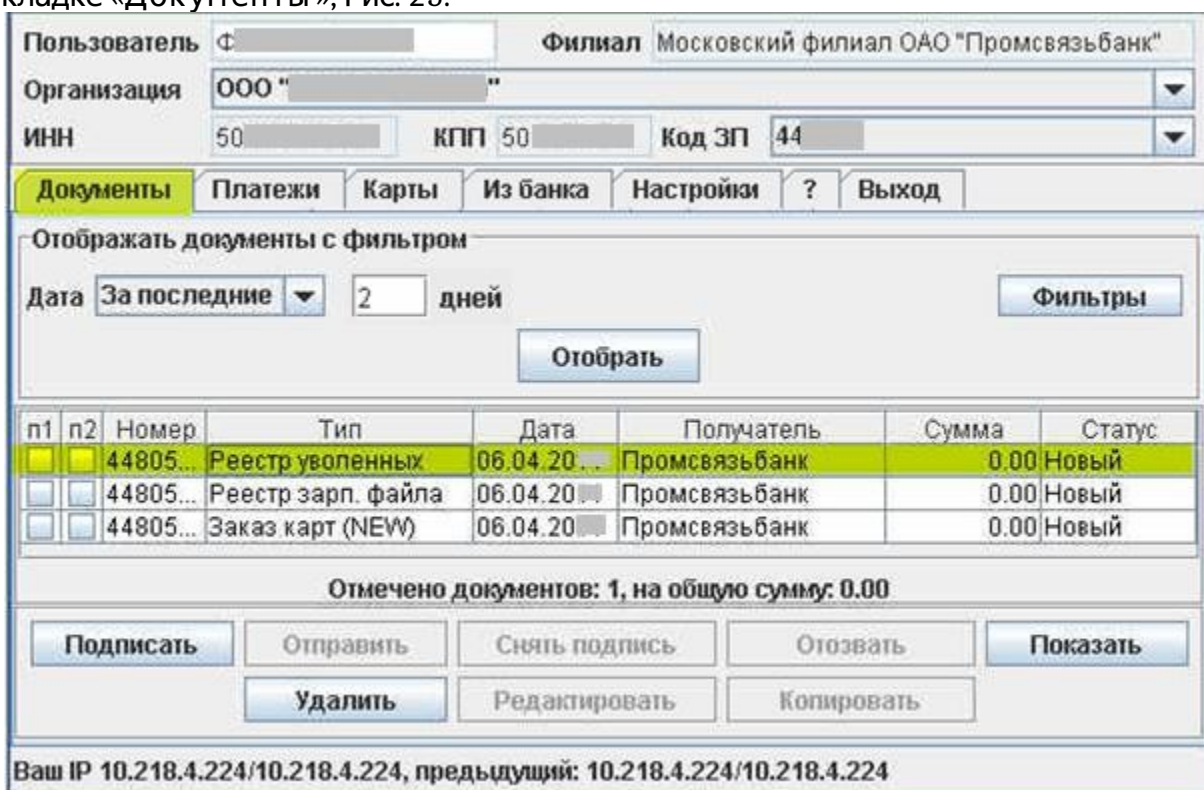 кладке «Документы», Рис. 29.
Пользователь Ф Филиал Московский филиал ОАО "Промсвязьбанк"
Организация ООО " "
ИНН 50 КПП 50 Код ЗП 44
Документы Платежи Карты Из банка Настройки ? Выход
Отображать документы с фильтром
Дата За последние 2 дней Фильтры
Отобрать
п1 п2 Номер Тип Дата Получатель Сумма Статус
44805... Реестр уволенных 06.04.20 Промсвязьбанк 0.00 Новый
44805... Реестр зарп. файла 06.04.20 Промсвязьбанк 0.00 Новый
44805... Заказ карт (NEW) 06.04.20 Промсвязьбанк 0.00 Новый
Отмечено документов: 1, на общую сумму: 0.00
Подписать Отправить Снять подпись Отозвать Показать
Удалить Редактировать Копировать
Ваш IP 10.218.4.224/10.218.4.224, предыдущий: 10.218.4.224/10.218.4.224